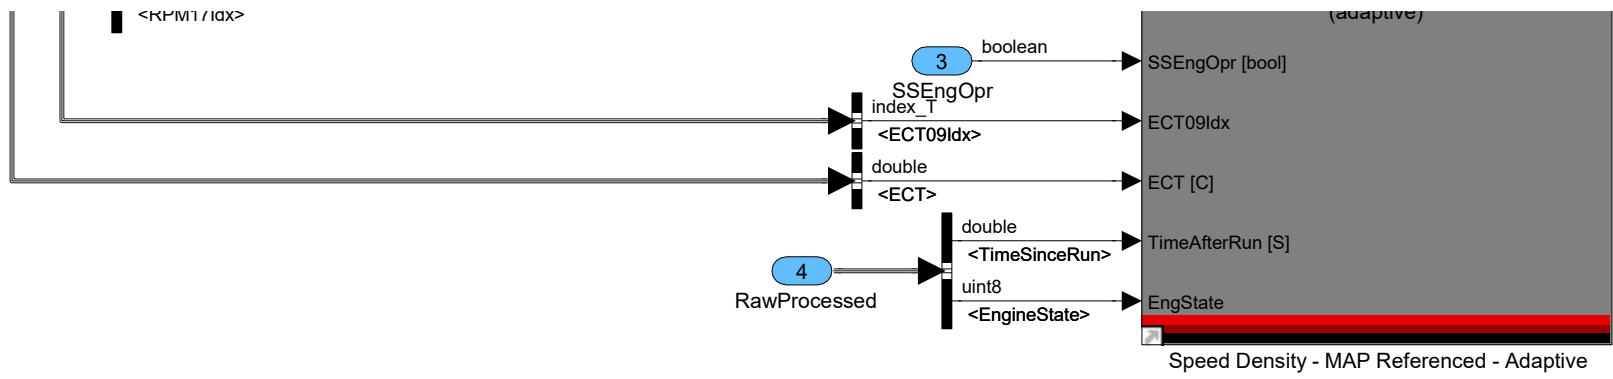 <RPM17Idx>
(adaptive)
boolean
3
SSEngOpr [bool]
SSEngOpr
index_T
ECT09Idx
<ECT09Idx>
double
ECT [C]
<ECT>
double
TimeAfterRun [S]
<TimeSinceRun>
4
uint8
RawProcessed
EngState
<EngineState>
Speed Density - MAP Referenced - Adaptive